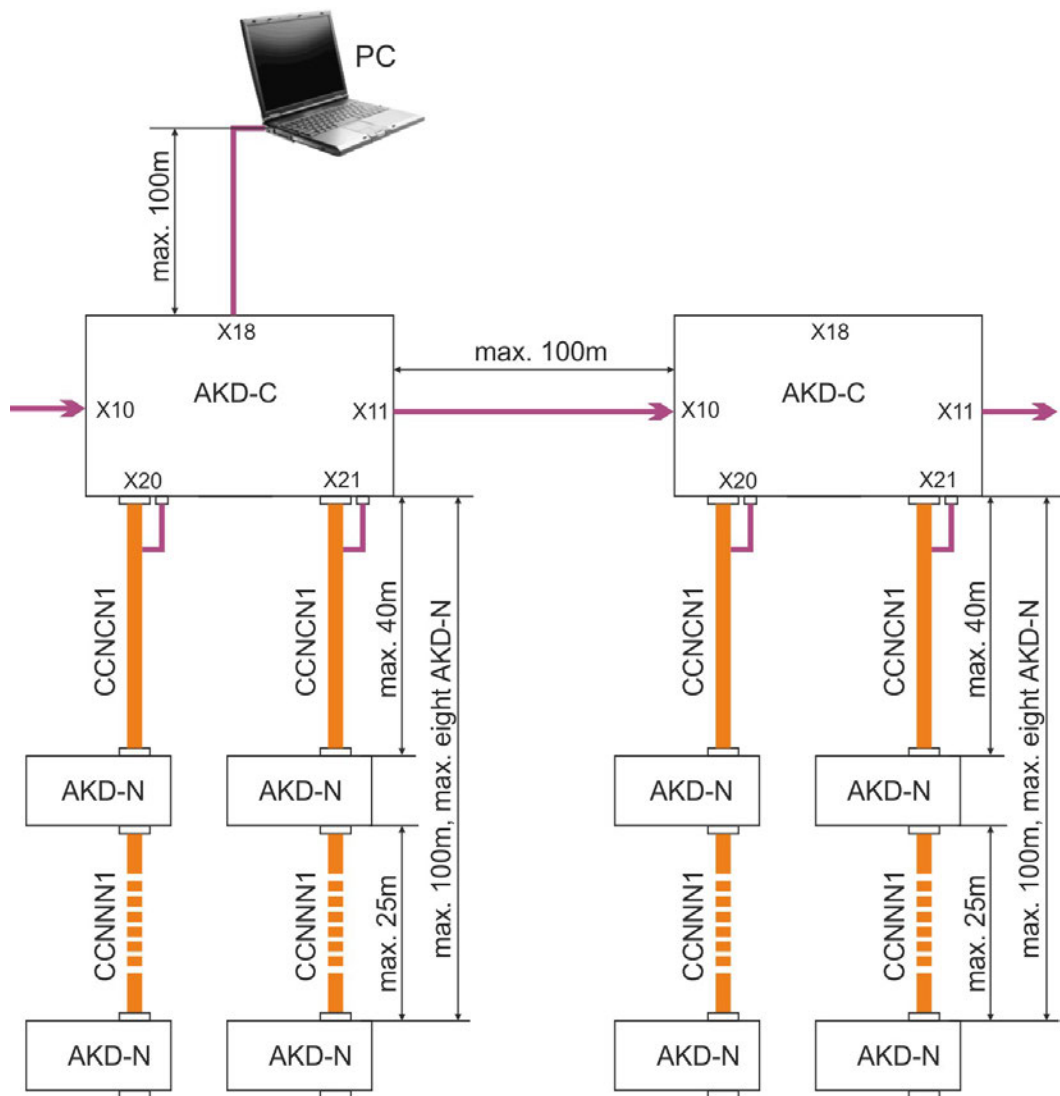 PC
max. 100m
X18
X18
max. 100m
X10
AKD-C
X11
X10
AKD-C
X11
X20
X21
X20
X21
CCNCN1
CCNCN1
max. 40m
max. 100m, max. eight AKD-N
CCNCN1
CCNCN1
max. 40m
max. 100m, max. eight AKD-N
AKD-N
AKD-N
AKD-N
AKD-N
CCNNN1
CCNNN1
max. 25m
CCNNN1
CCNNN1
max. 25m
AKD-N
AKD-N
AKD-N
AKD-N